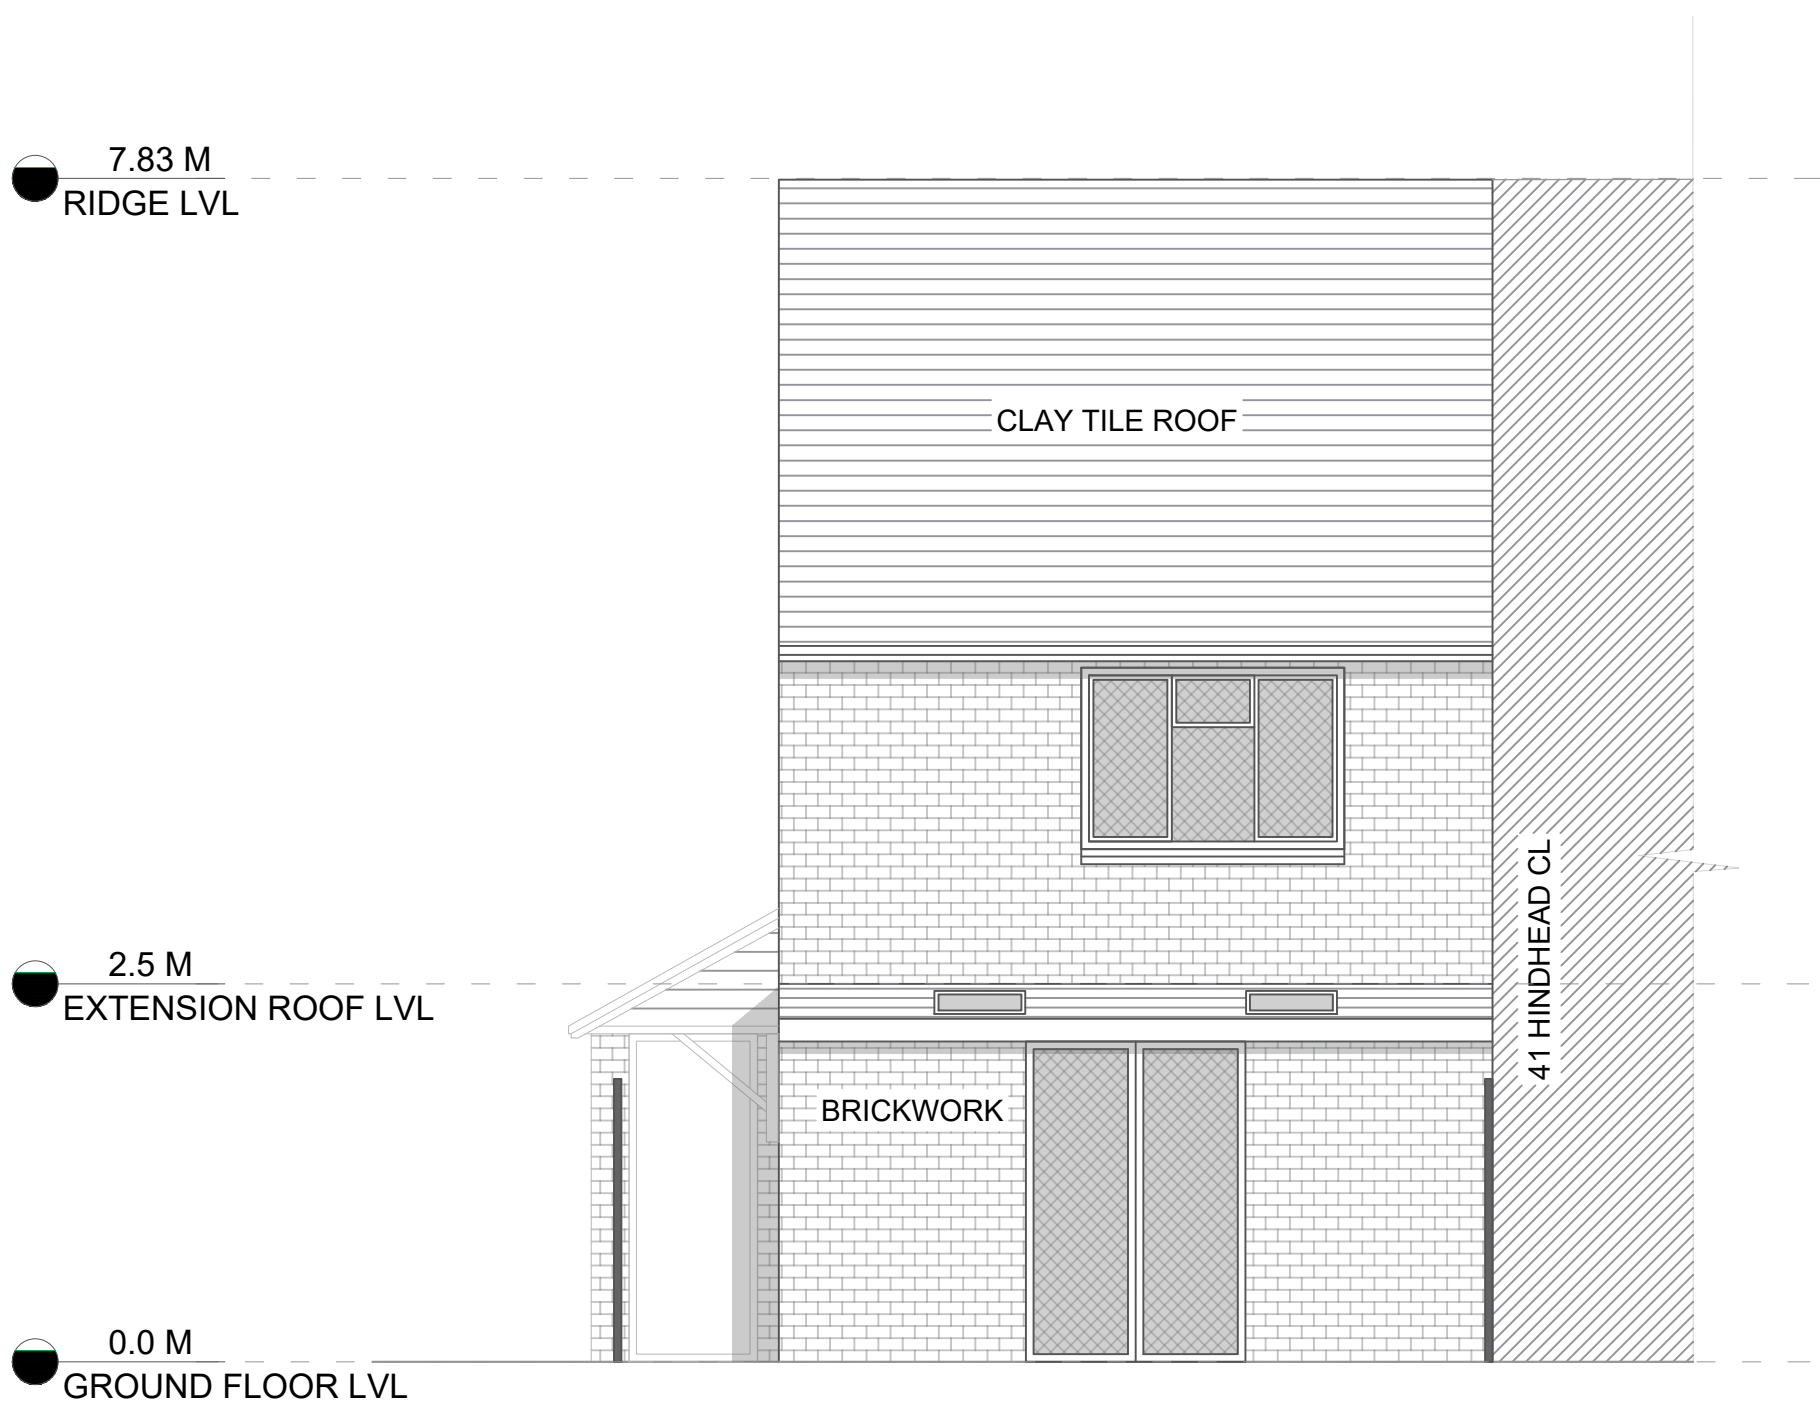 7.83 M
RIDGE LVL
CLAY TILE ROOF
41 HINDHEAD CL
2.5 M
EXTENSION ROOF LVL
BRICKWORK
0.0 M
GROUND FLOOR LVL